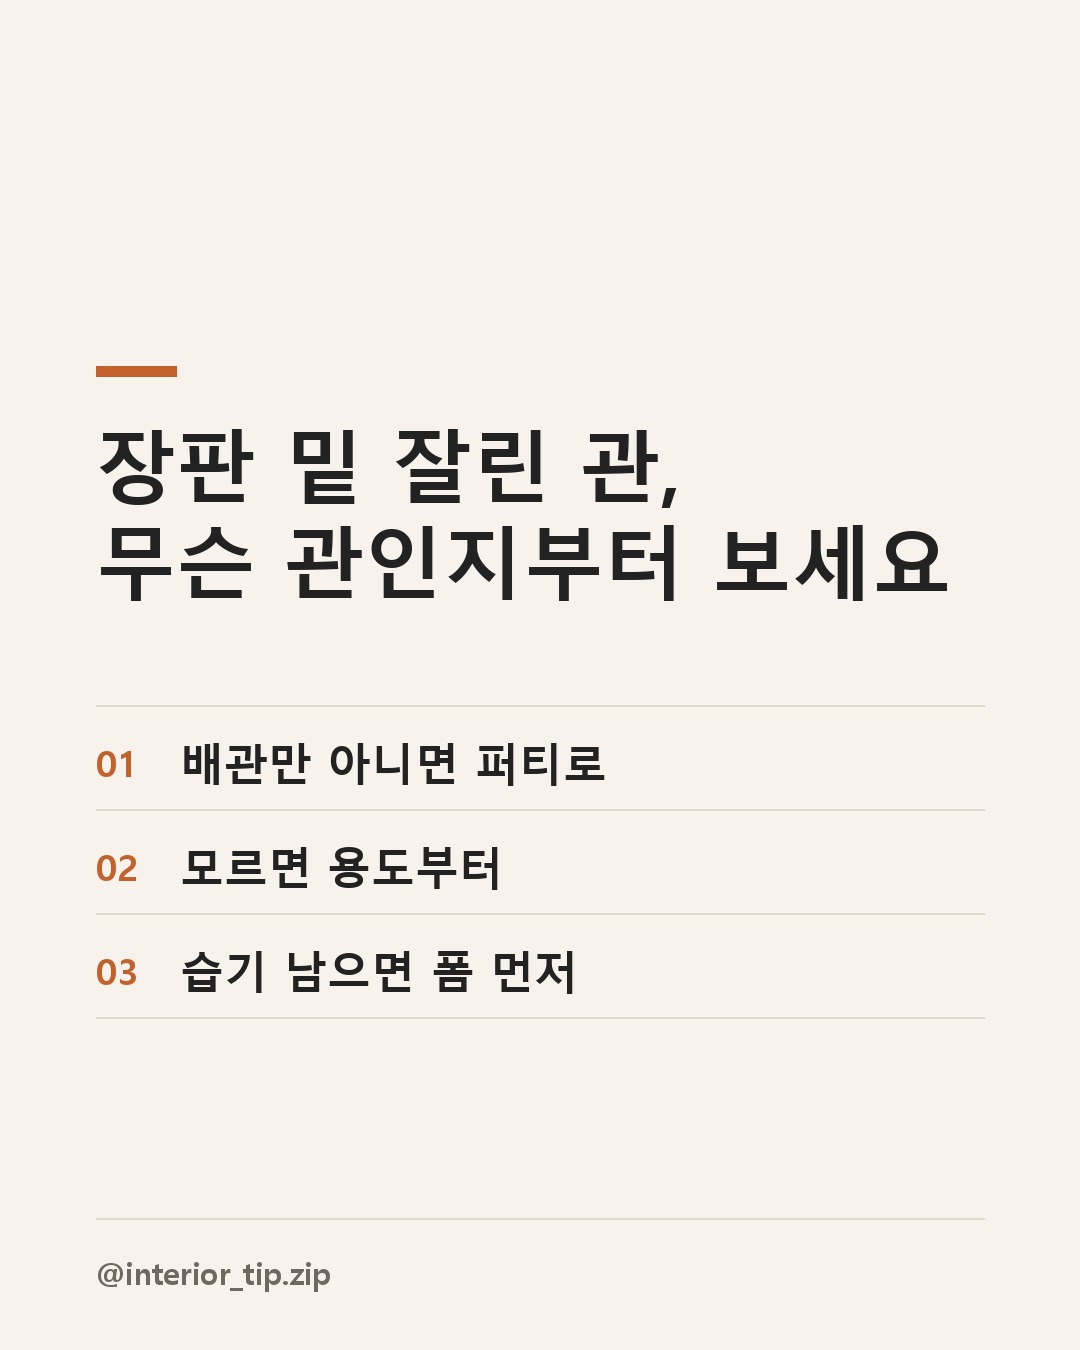 장판 밑 잘린 관,
무슨 관인지부터 보세요
01 배관만 아니면 퍼티로
02 모르면 용도부터
03 습기 남으면 폼 먼저
@interior_tip.zip